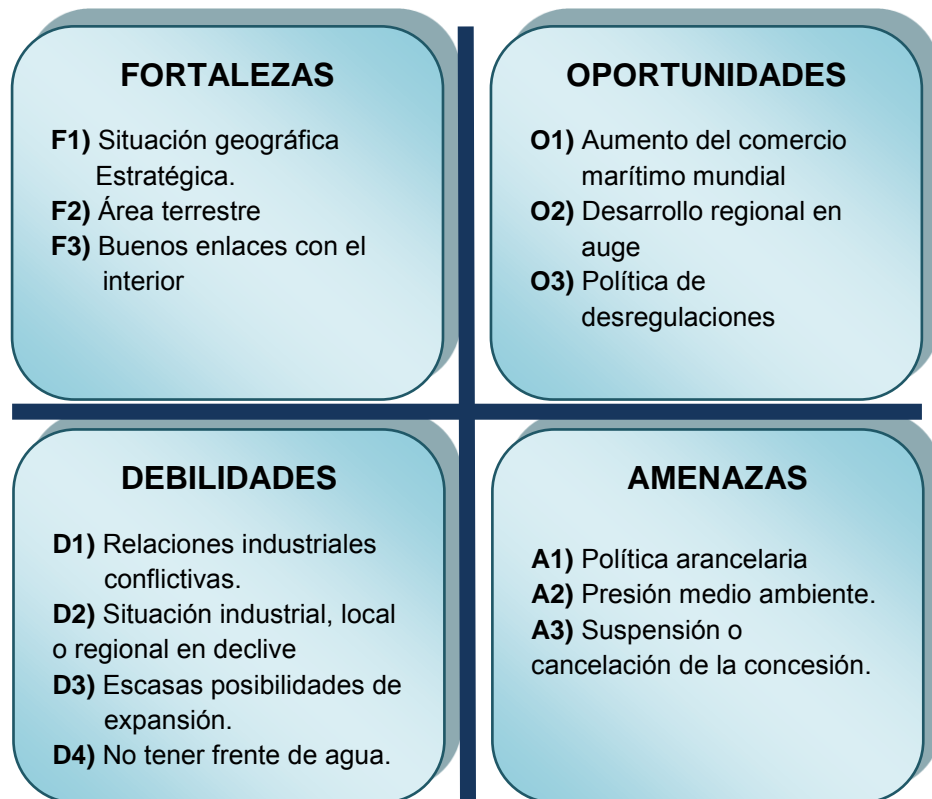 FORTALEZAS
F1) Situación geográfica
Estratégica.
F2) Área terrestre
F3) Buenos enlaces con el
interior
OPORTUNIDADES
O1) Aumento del comercio
marítimo mundial
O2) Desarrollo regional en
auge
O3) Política de
desregulaciones
DEBILIDADES
D1) Relaciones industriales
conflictivas.
D2) Situación industrial, local
o regional en declive
D3) Escasas posibilidades de
expansión.
D4) No tener frente de agua.
AMENAZAS
A1) Política arancelaria
A2) Presión medio ambiente.
A3) Suspensión o
cancelación de la concesión.